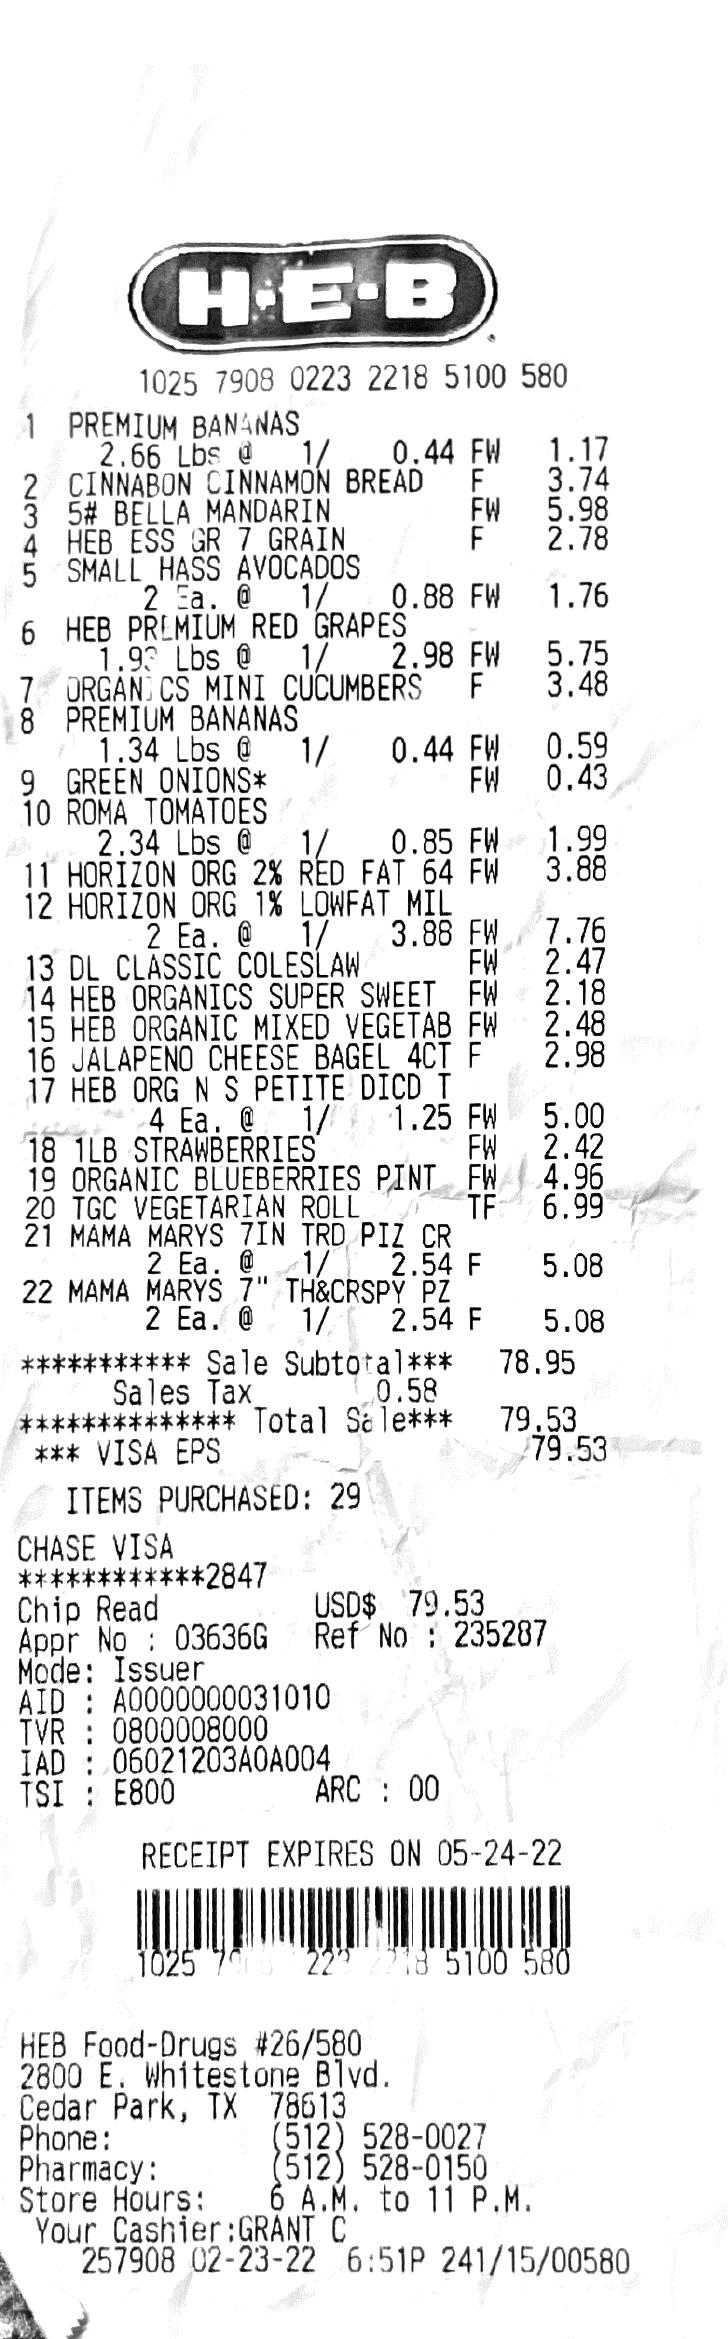 H-E-B
1025 7908 0223 2218 5100 580
1 PREMIUM BANANAS
2.66 Lbs @ 1/ 0.44 FW 1.17
2 CINNABON CINNAMON BREAD F 3.74
3 5# BELLA MANDARIN FW 5.98
4 HEB ESS GR 7 GRAIN F 2.78
5 SMALL HASS AVOCADOS
2 Ea. @ 1/ 0.88 FW 1.76
6 HEB PREMIUM RED GRAPES
1.93 Lbs @ 1/ 2.98 FW 5.75
7 ORGANICS MINI CUCUMBERS F 3.48
8 PREMIUM BANANAS
1.34 Lbs @ 1/ 0.44 FW 0.59
9 GREEN ONIONS* FW 0.43
10 ROMA TOMATOES
2.34 Lbs @ 1/ 0.85 FW 1.99
11 HORIZON ORG 2% RED FAT 64 FW 3.88
12 HORIZON ORG 1% LOWFAT MIL
2 Ea. @ 1/ 3.88 FW 7.76
13 DL CLASSIC COLESLAW FW 2.47
14 HEB ORGANICS SUPER SWEET FW 2.18
15 HEB ORGANIC MIXED VEGETAB FW 2.48
16 JALAPENO CHEESE BAGEL 4CT F 2.98
17 HEB ORG N S PETITE DICD T
4 Ea. @ 1/ 1.25 FW 5.00
18 1LB STRAWBERRIES FW 2.42
19 ORGANIC BLUEBERRIES PINT FW 4.96
20 TGC VEGETARIAN ROLL TF 6.99
21 MAMA MARYS 7IN TRD PIZ CR
2 Ea. @ 1/ 2.54 F 5.08
22 MAMA MARYS 7" TH&CRSPY PZ
2 Ea. @ 1/ 2.54 F 5.08
*********** Sale Subtotal*** 78.95
Sales Tax 0.58
************** Total Sale*** 79.53
*** VISA EPS 79.53
ITEMS PURCHASED: 29
CHASE VISA
************2847
Chip Read USD$ 79.53
Appr No : 03636G Ref No : 235287
Mode: Issuer
AID : A0000000031010
TVR : 0800008000
IAD : 06021203A0A004
TSI : E800 ARC : 00
RECEIPT EXPIRES ON 05-24-22
1025 5100 580
HEB Food-Drugs #26/580
2800 E. Whitestone Blvd.
Cedar Park, TX 78613
Phone: (512) 528-0027
Pharmacy: (512) 528-0150
Store Hours: 6 A.M. to 11 P.M.
Your Cashier:GRANT C
257908 02-23-22 6:51P 241/15/00580